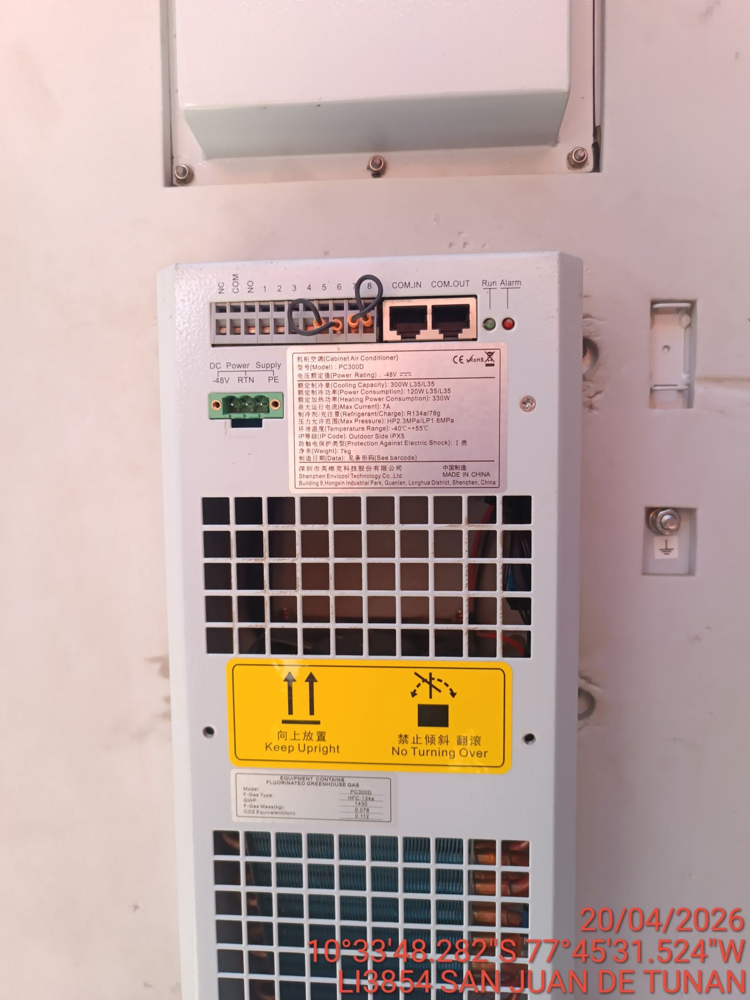 NC COM NO 1 2 3 4 5 6 7 8 COM-IN COM-OUT Run Alarm
DC Power Supply
-48V RTN PE
机柜空调(Cabinet Air Conditioner)
CE RoHS
型号(Model) : PC300D
电压额定值(Power Rating) : -48V
额定制冷量(Cooling Capacity): 300W L35/L35
额定制冷功率(Power Consumption): 120W L35/L35
额定加热功率(Heating Power Consumption): 330W
最大运行电流(Max Current): 7A
制冷剂/充注量(Refrigerant/Charge): R134a/78g
压力允许范围(Max Pressure): HP2.3MPa/LP1.6MPa
环境温度(Temperature Range): -40℃~+55℃
IP等级(IP Code): Outdoor Side IPX5
防触电保护类型(Protection Against Electric Shock): I 类
净重(Weight): 7kg
制造日期(Data): 见条形码(See barcode)
深圳市英维克科技股份有限公司 中国制造
Shenzhen Envicool Technology Co.,Ltd. MADE IN CHINA
Building 9,Hongxin Industrial Park, Guanlan, Longhua District, Shenzhen, China
向上放置
Keep Upright
禁止倾斜 翻滚
No Turning Over
EQUIPMENT CONTAINS
FLUORINATED GREENHOUSE GAS
Model PC300D
F-Gas Type: HFC-134a
GWP: 1430
F-Gas Mass(kg) 0.078
CO2 Equivalent(ton): 0.112
20/04/2026
10°33'48.282"S 77°45'31.524"W
LI3854 SAN JUAN DE TUNAN